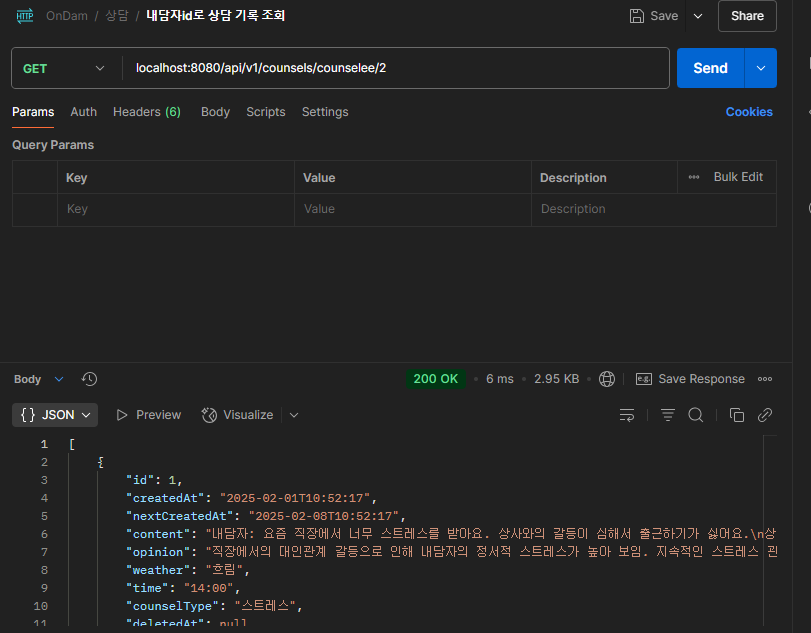 HTTP OnDam / 상담 / 내담자id로 상담 기록 조회 Save Share
GET localhost:8080/api/v1/counsels/counselee/2 Send
Params Auth Headers (6) Body Scripts Settings Cookies
Query Params
Key Value Description Bulk Edit
Key Value Description
Body 200 OK 6 ms 2.95 KB e.g. Save Response
{} JSON Preview Visualize
1 [
2 {
3 "id": 1,
4 "createdAt": "2025-02-01T10:52:17",
5 "nextCreatedAt": "2025-02-08T10:52:17",
6 "content": "내담자: 요즘 직장에서 너무 스트레스를 받아요. 상사와의 갈등이 심해서 출근하기가 싫어요.\n상
7 "opinion": "직장에서의 대인관계 갈등으로 인해 내담자의 정서적 스트레스가 높아 보임. 지속적인 스트레스 관
8 "weather": "흐림",
9 "time": "14:00",
10 "counselType": "스트레스",
11 "deletedAt": null